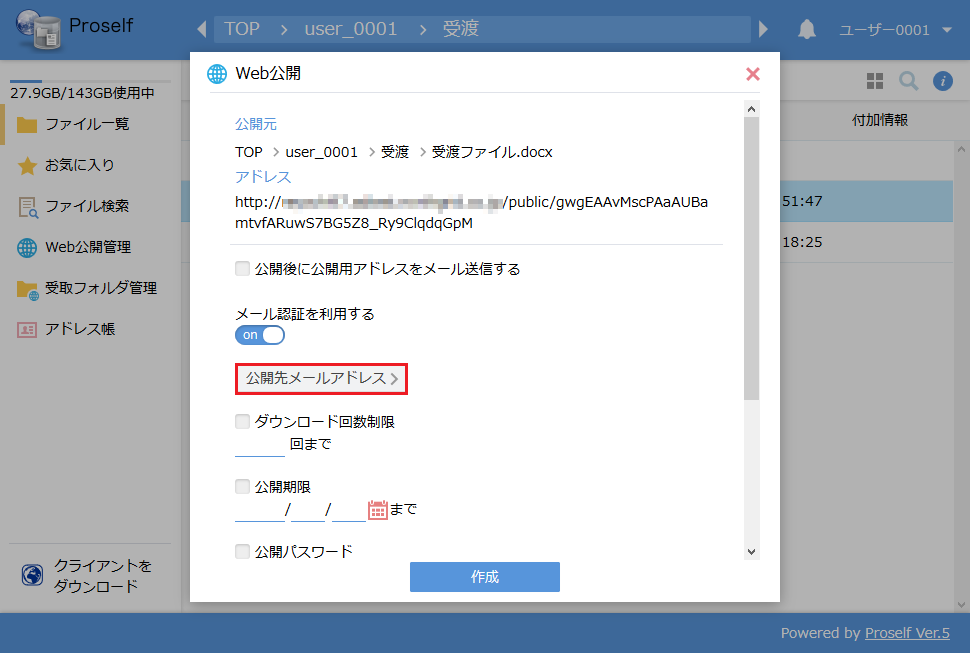 Proself
TOP > user_0001 > 受渡
ユーザー0001
27.9GB/143GB使用中
ファイル一覧
お気に入り
ファイル検索
Web公開管理
受取フォルダ管理
アドレス帳
クライアントを
ダウンロード
付加情報
51:47
18:25
Web公開
公開元
TOP > user_0001 > 受渡 > 受渡ファイル.docx
アドレス
http:// /public/gwgEAAvMscPAaAUBa
mtvfARuwS7BG5Z8_Ry9ClqdqGpM
公開後に公開用アドレスをメール送信する
メール認証を利用する
on
公開先メールアドレス >
ダウンロード回数制限
回まで
公開期限
/ / まで
公開パスワード
作成
Powered by Proself Ver.5